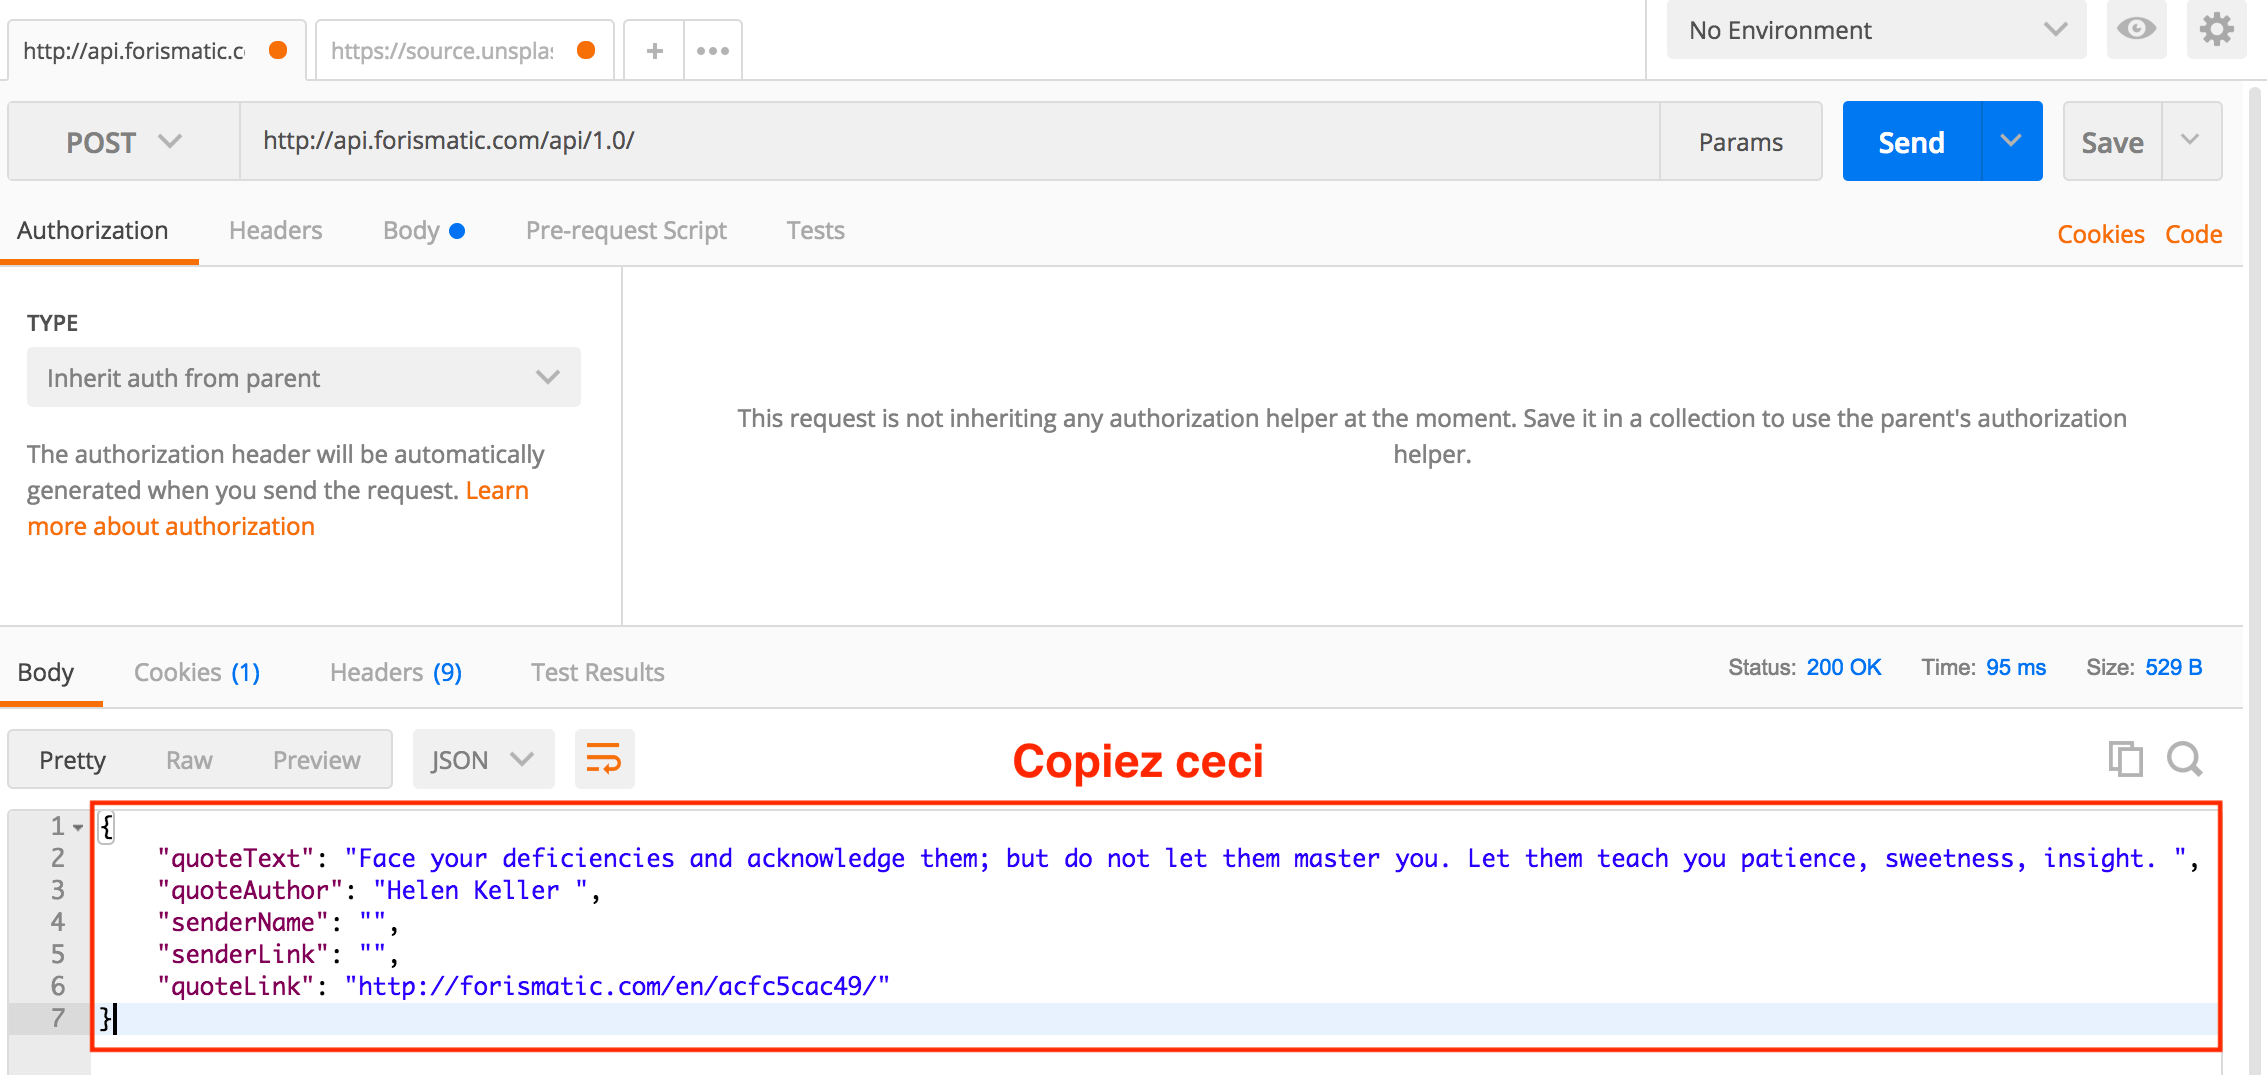 http://api.forismatic.c
https://source.unsplas
+
•••
No Environment
POST
http://api.forismatic.com/api/1.0/
Params
Send
Save
Authorization
Headers
Body
Pre-request Script
Tests
Cookies
Code
TYPE
Inherit auth from parent
The authorization header will be automatically
generated when you send the request. Learn
more about authorization
This request is not inheriting any authorization helper at the moment. Save it in a collection to use the parent's authorization
helper.
Body
Cookies (1)
Headers (9)
Test Results
Status: 200 OK
Time: 95 ms
Size: 529 B
Pretty
Raw
Preview
JSON
Copiez ceci
1 {
2 "quoteText": "Face your deficiencies and acknowledge them; but do not let them master you. Let them teach you patience, sweetness, insight. ",
3 "quoteAuthor": "Helen Keller ",
4 "senderName": "",
5 "senderLink": "",
6 "quoteLink": "http://forismatic.com/en/acfc5cac49/"
7 }